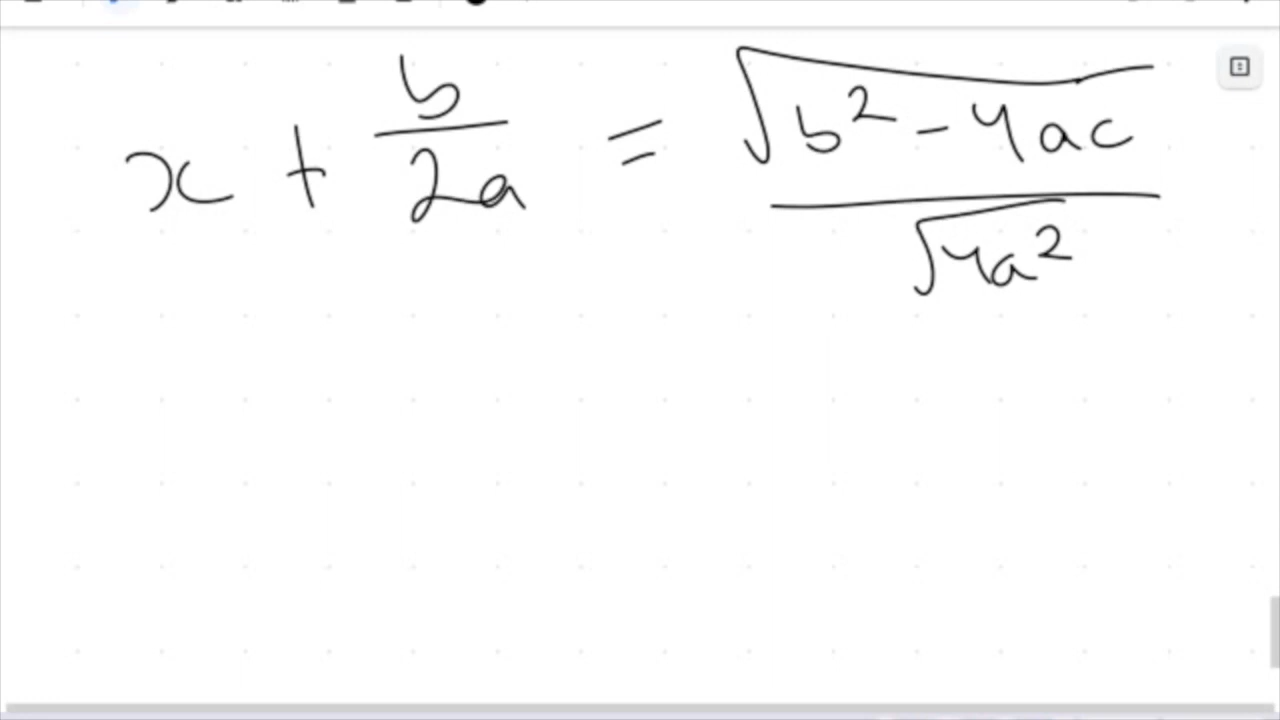 x + b/2a = √(b² - 4ac)/√(4a²)